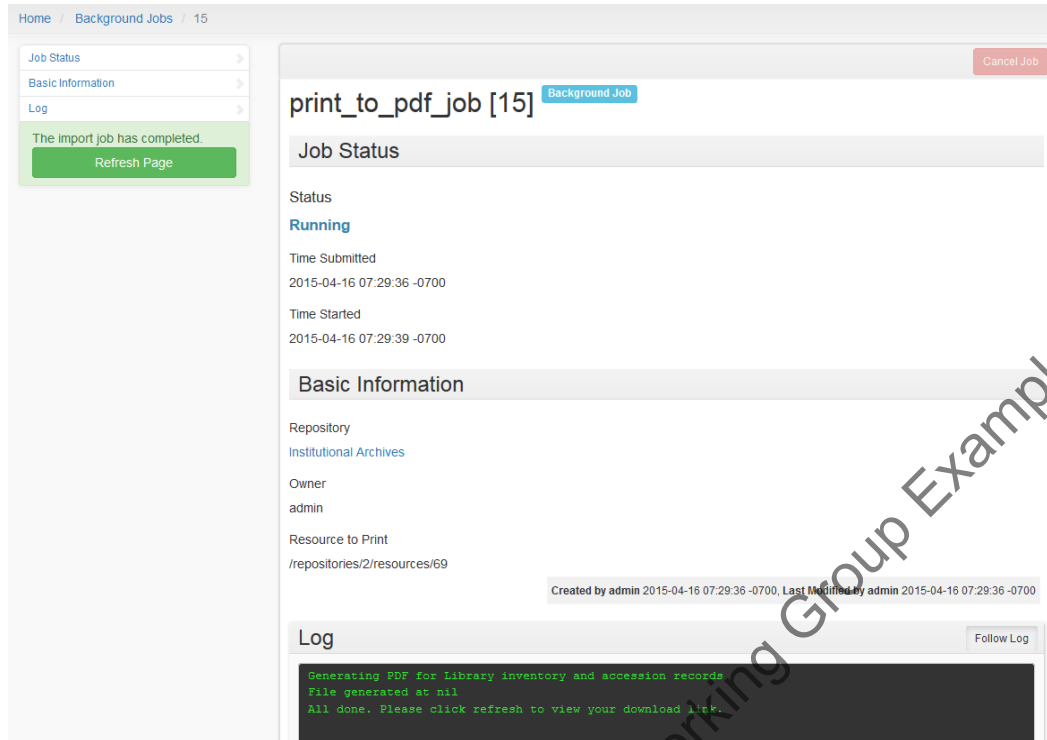 Home / Background Jobs / 15
Job Status
Basic Information
Log
The import job has completed.
Refresh Page
Cancel Job
print_to_pdf_job [15] Background Job
Job Status
Status
Running
Time Submitted
2015-04-16 07:29:36 -0700
Time Started
2015-04-16 07:29:39 -0700
Basic Information
Repository
Institutional Archives
Owner
admin
Resource to Print
/repositories/2/resources/69
Created by admin 2015-04-16 07:29:36 -0700, Last Modified by admin 2015-04-16 07:29:36 -0700
Log
Follow Log
Generating PDF for Library inventory and accession records
File generated at nil
All done. Please click refresh to view your download link.
Group